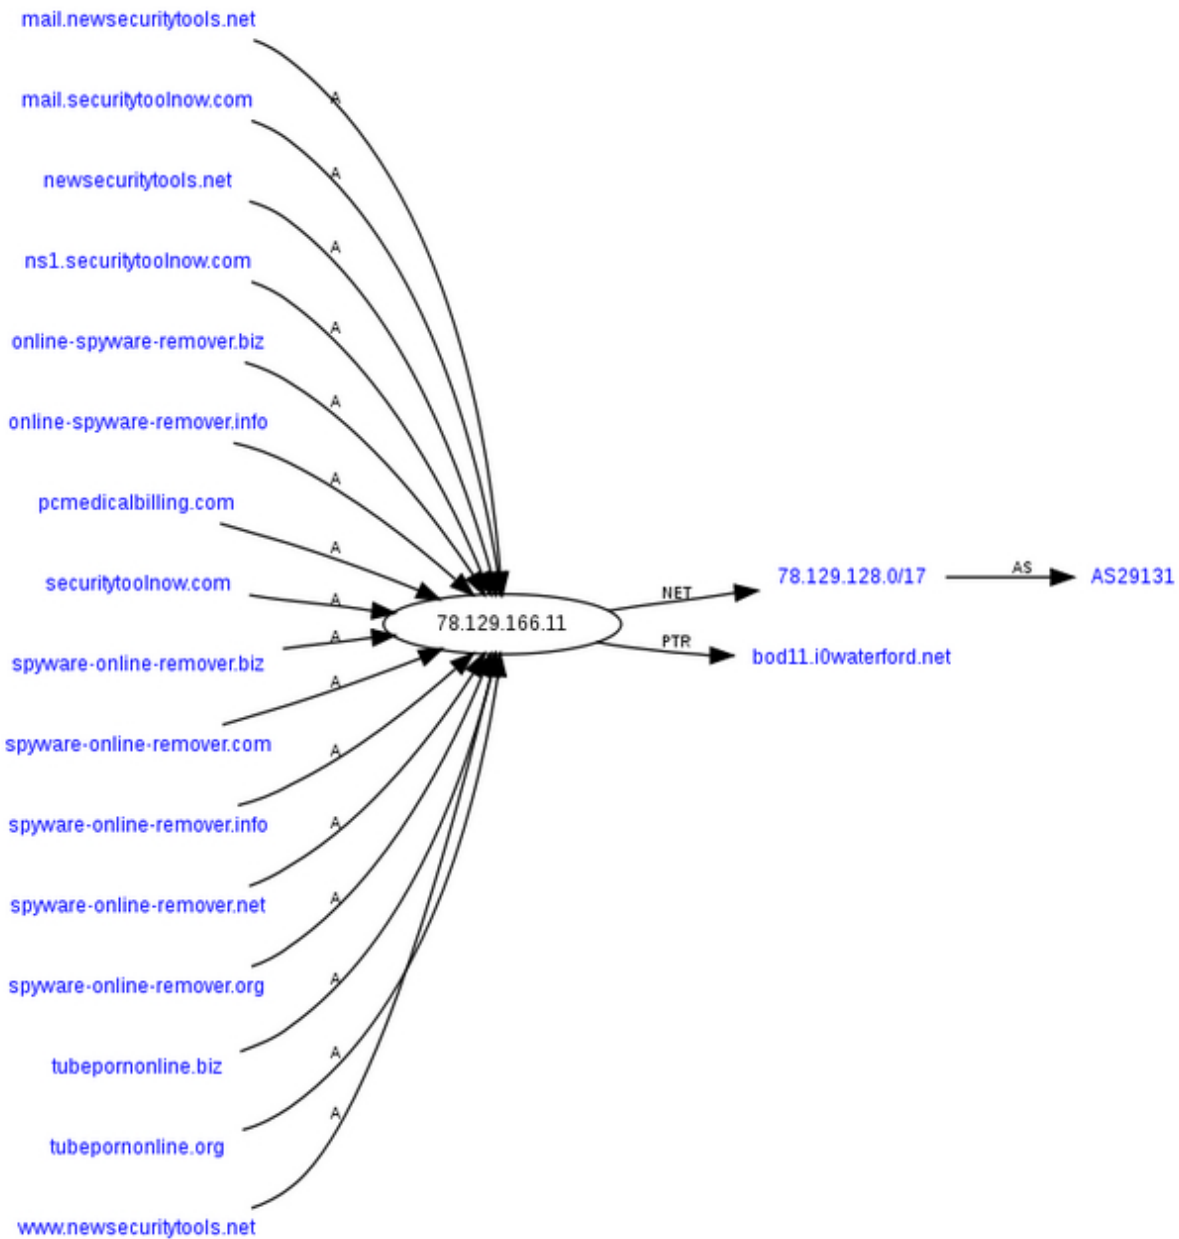 mail.newsecuritytools.net
A
mail.securitytoolnow.com
A
newsecuritytools.net
A
ns1.securitytoolnow.com
A
online-spyware-remover.biz
A
online-spyware-remover.info
A
pcmedicalbilling.com
A
securitytoolnow.com
A
spyware-online-remover.biz
A
spyware-online-remover.com
A
spyware-online-remover.info
A
spyware-online-remover.net
A
spyware-online-remover.org
A
tubepornonline.biz
A
tubepornonline.org
A
www.newsecuritytools.net
A
78.129.166.11
NET
78.129.128.0/17
AS
AS29131
PTR
bod11.i0waterford.net